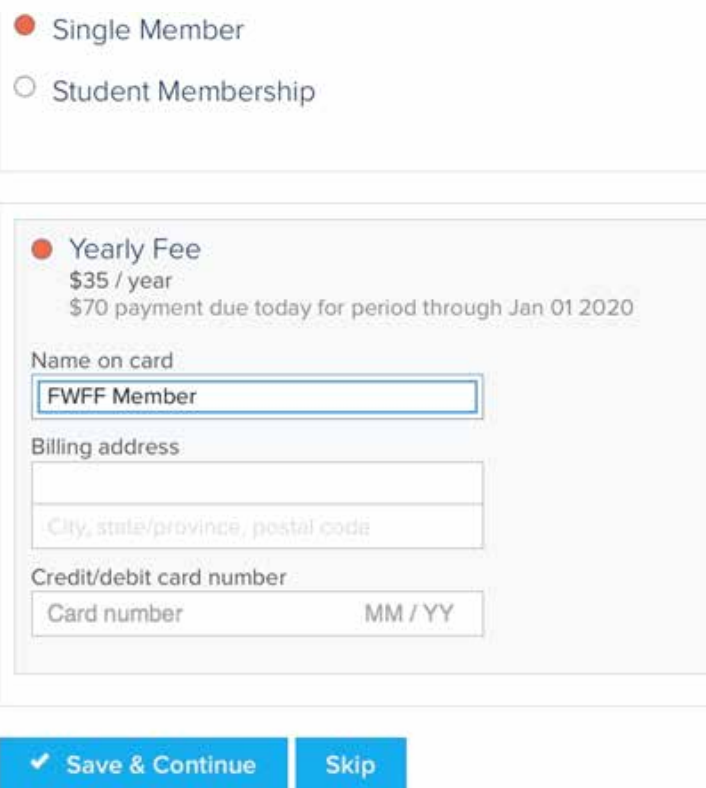 Single Member
Student Membership
Yearly Fee
$35 / year
$70 payment due today for period through Jan 01 2020
Name on card
FWFF Member
Billing address
City, state/province, postal code
Credit/debit card number
Card number MM / YY
✔ Save & Continue Skip